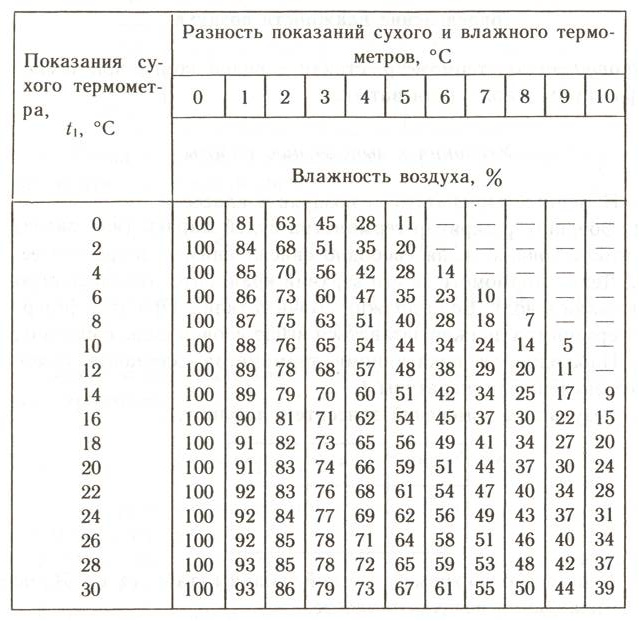 Показания су-
хого термомет-
ра,
t₁, °С
Разность показаний сухого и влажного термо-
метров, °С
0 1 2 3 4 5 6 7 8 9 10
Влажность воздуха, %
0 100 81 63 45 28 11 — — — — —
2 100 84 68 51 35 20 — — — — —
4 100 85 70 56 42 28 14 — — — —
6 100 86 73 60 47 35 23 10 — — —
8 100 87 75 63 51 40 28 18 7 — —
10 100 88 76 65 54 44 34 24 14 5 —
12 100 89 78 68 57 48 38 29 20 11 —
14 100 89 79 70 60 51 42 34 25 17 9
16 100 90 81 71 62 54 45 37 30 22 15
18 100 91 82 73 65 56 49 41 34 27 20
20 100 91 83 74 66 59 51 44 37 30 24
22 100 92 83 76 68 61 54 47 40 34 28
24 100 92 84 77 69 62 56 49 43 37 31
26 100 92 85 78 71 64 58 51 46 40 34
28 100 93 85 78 72 65 59 53 48 42 37
30 100 93 86 79 73 67 61 55 50 44 39